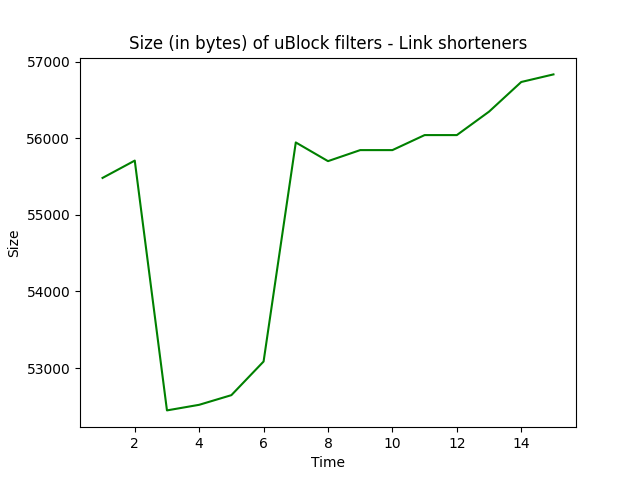 Size (in bytes) of uBlock filters - Link shorteners
57000
56000
55000
54000
53000
Size
2 4 6 8 10 12 14
Time